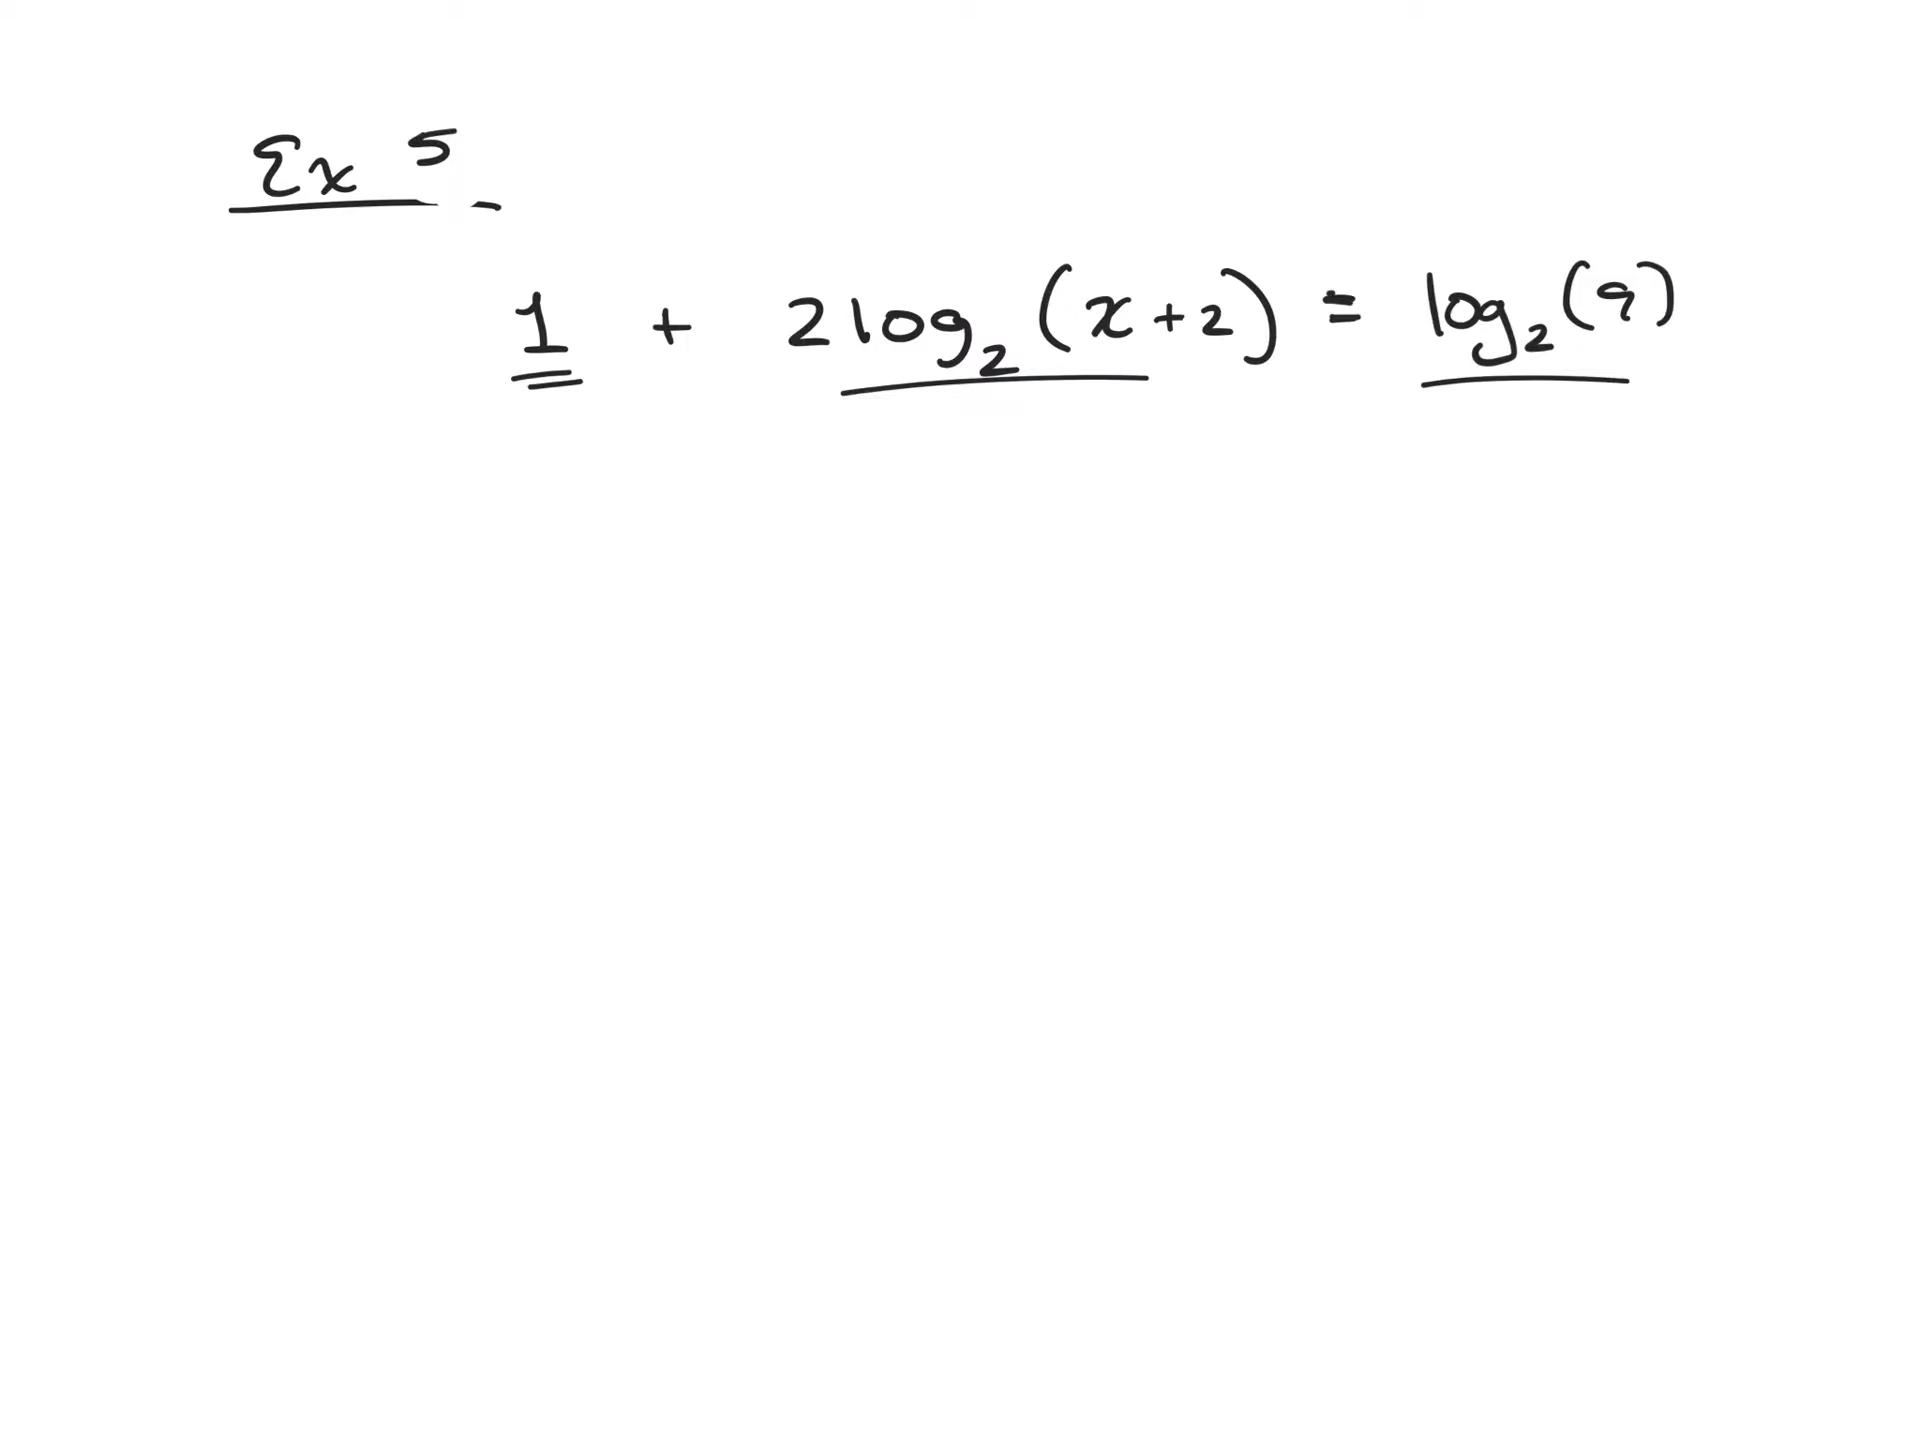 Ex 5
1 + 2log₂(x+2) = log₂(9)